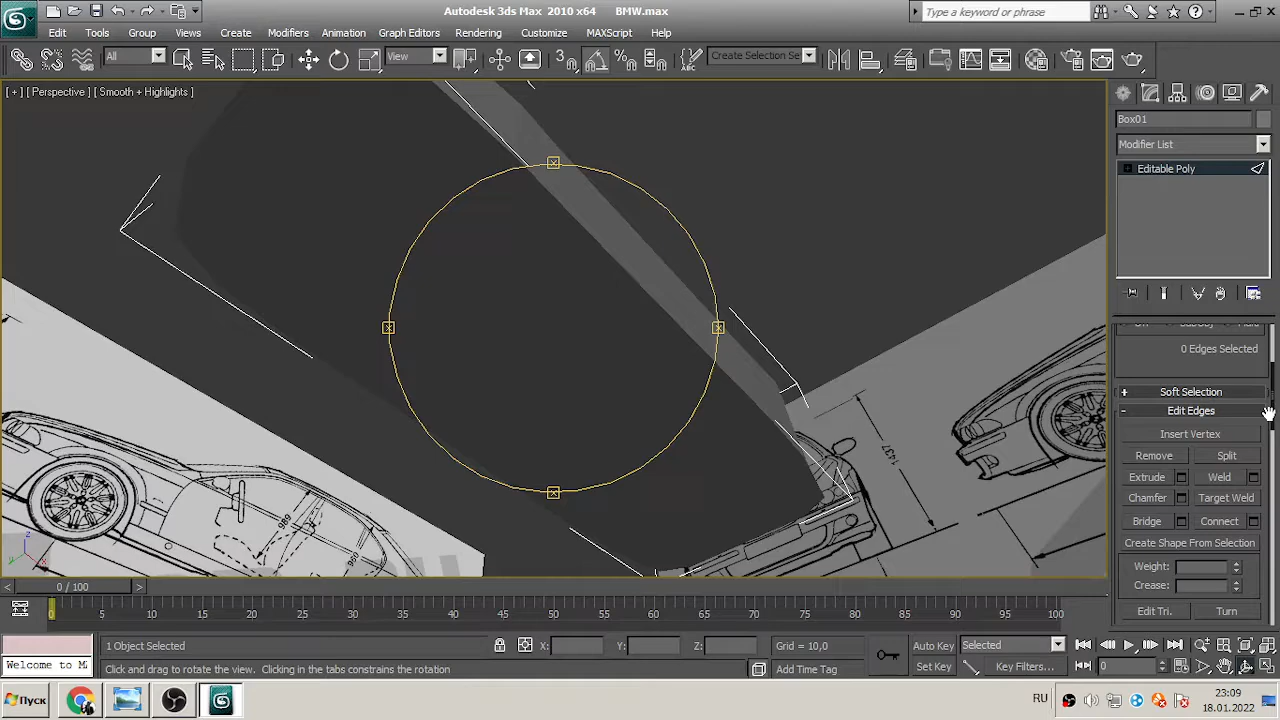 Autodesk 3ds Max 2010 x64 BMW.max
Type a keyword or phrase
Edit Tools Group Views Create Modifiers Animation Graph Editors Rendering Customize MAXScript Help
All
View
3
Create Selection Se
[ + ] [ Perspective ] [ Smooth + Highlights ]
Box01
Modifier List
Editable Poly
0 Edges Selected
+ Soft Selection
- Edit Edges
Insert Vertex
Remove Split
Extrude Weld
Chamfer Target Weld
Bridge Connect
Create Shape From Selection
Weight:
Crease:
Edit Tri. Turn
1437
989
z
< 0 / 100 >
0 5 10 15 20 25 30 35 40 45 50 55 60 65 70 75 80 85 90 95 100
1 Object Selected
X: Y: Z:
Grid = 10,0
Auto Key Selected
Welcome to M
Click and drag to rotate the view. Clicking in the tabs constrains the rotation
Add Time Tag
Set Key Key Filters...
0
Пуск
RU
23:09
18.01.2022